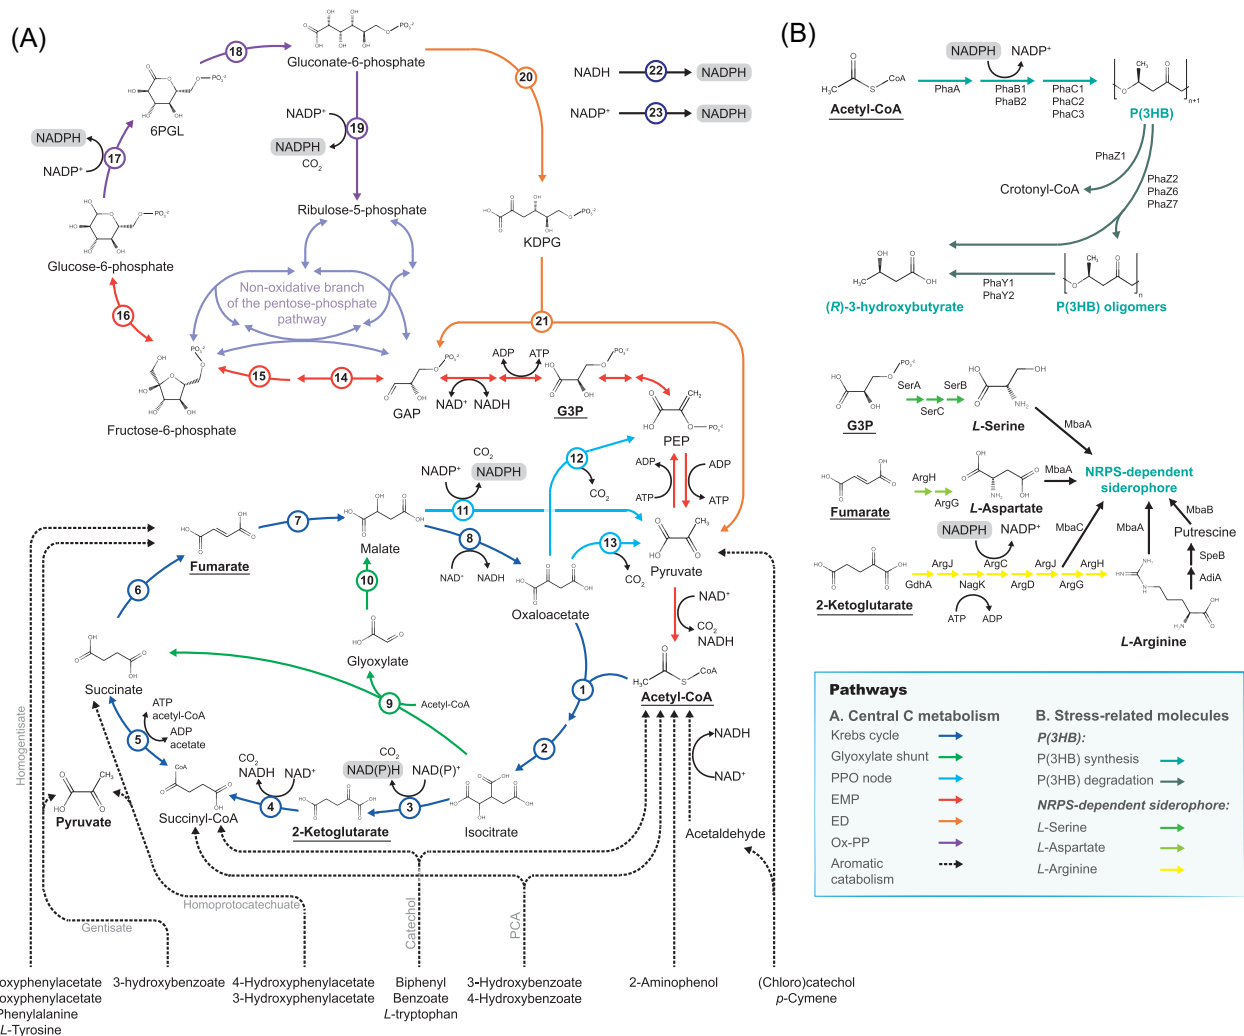 (A)
Gluconate-6-phosphate
18
20
6PGL
NADP⁺
19
NADPH
CO₂
NADPH
17
NADP⁺
NADH
22
NADPH
NADP⁺
23
NADPH
Glucose-6-phosphate
Ribulose-5-phosphate
KDPG
Non-oxidative branch
of the pentose-phosphate
pathway
16
21
15
14
Fructose-6-phosphate
GAP
NAD⁺
NADH
ADP
ATP
G3P
PEP
12
CO₂
ADP
ATP
ADP
ATP
CO₂
NADP⁺
NADPH
11
7
Fumarate
Malate
8
NAD⁺
NADH
13
CO₂
Pyruvate
10
Oxaloacetate
6
Glyoxylate
NAD⁺
CO₂
NADH
Succinate
1
Acetyl-CoA
9
Acetyl-CoA
5
ATP
acetyl-CoA
ADP
acetate
2
NADH
NAD⁺
CO₂
NADH
NAD⁺
4
CO₂
NAD(P)H
NAD(P)⁺
3
Pyruvate
Succinyl-CoA
2-Ketoglutarate
Isocitrate
Acetaldehyde
Homogentisate
Gentisate
Homoprotocatechuate
Catechol
PCA
oxyphenylacetate
oxyphenylacetate
Phenylalanine
L-Tyrosine
3-hydroxybenzoate
4-Hydroxyphenylacetate
3-Hydroxyphenylacetate
Biphenyl
Benzoate
L-tryptophan
3-Hydroxybenzoate
4-Hydroxybenzoate
2-Aminophenol
(Chloro)catechol
p-Cymene
(B)
NADPH
NADP⁺
Acetyl-CoA
PhaA
PhaB1
PhaB2
PhaC1
PhaC2
PhaC3
n+1
P(3HB)
PhaZ1
Crotonyl-CoA
PhaZ2
PhaZ6
PhaZ7
(R)-3-hydroxybutyrate
PhaY1
PhaY2
n
P(3HB) oligomers
G3P
SerA
SerB
SerC
L-Serine
MbaA
Fumarate
ArgH
ArgG
L-Aspartate
MbaA
NRPS-dependent
siderophore
NADPH
NADP⁺
MbaC
MbaA
MbaB
Putrescine
SpeB
AdiA
2-Ketoglutarate
GdhA
ArgJ
NagK
ArgC
ArgD
ArgJ
ArgG
ArgH
ATP
ADP
L-Arginine
Pathways
A. Central C metabolism
Krebs cycle
Glyoxylate shunt
PPO node
EMP
ED
Ox-PP
Aromatic
catabolism
B. Stress-related molecules
P(3HB):
P(3HB) synthesis
P(3HB) degradation
NRPS-dependent siderophore:
L-Serine
L-Aspartate
L-Arginine